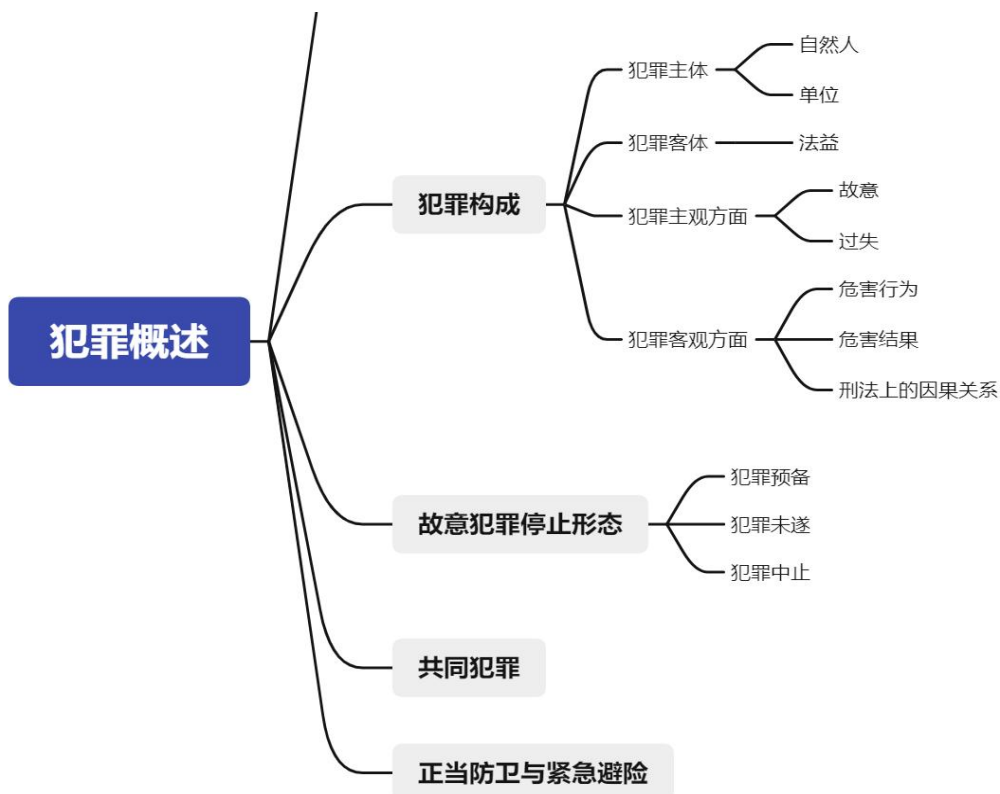 犯罪概述
犯罪构成
犯罪主体
自然人
单位
犯罪客体
法益
犯罪主观方面
故意
过失
犯罪客观方面
危害行为
危害结果
刑法上的因果关系
故意犯罪停止形态
犯罪预备
犯罪未遂
犯罪中止
共同犯罪
正当防卫与紧急避险